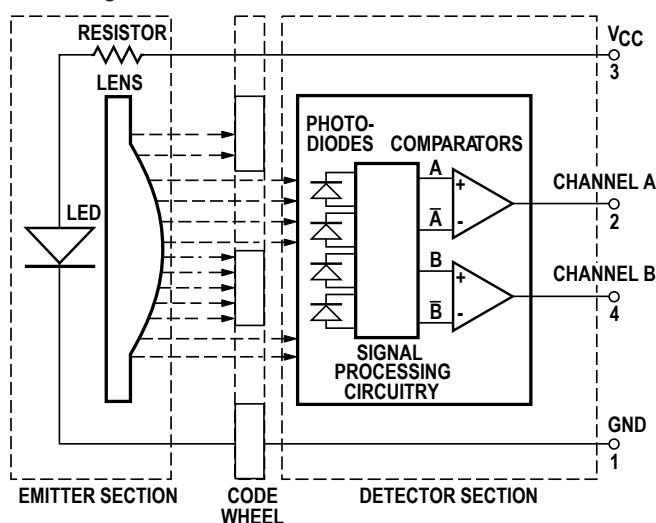 RESISTOR
LENS
LED
PHOTO-
DIODES
COMPARATORS
A
+
A̅
-
B
+
B̅
-
SIGNAL
PROCESSING
CIRCUITRY
VCC
3
CHANNEL A
2
CHANNEL B
4
GND
1
EMITTER SECTION
CODE
WHEEL
DETECTOR SECTION